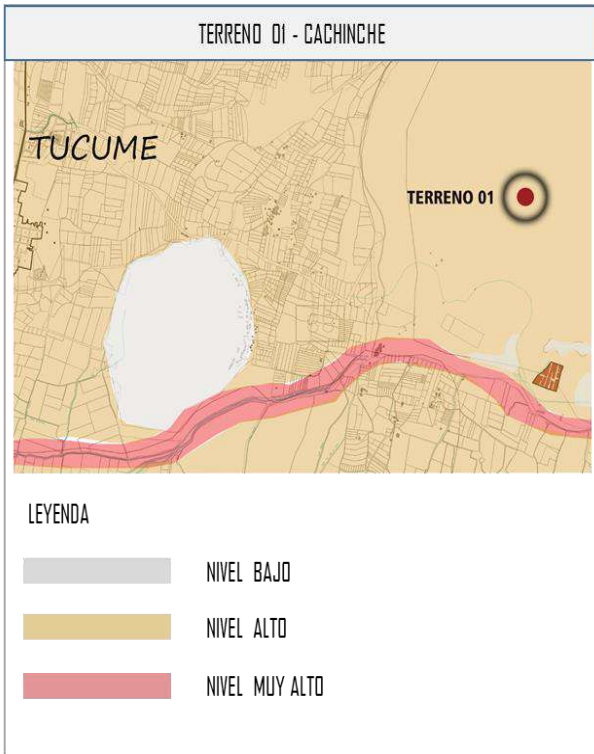 TERRENO 01 - CACHINCHE
TUCUME
TERRENO 01
LEYENDA
NIVEL BAJO
NIVEL ALTO
NIVEL MUY ALTO